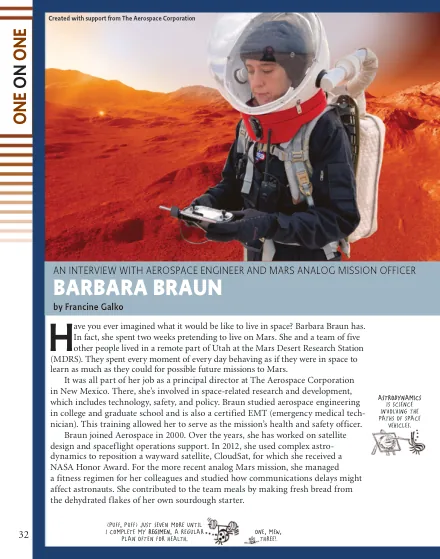 Created with support from The Aerospace Corporation
ONE ON ONE
AN INTERVIEW WITH AEROSPACE ENGINEER AND MARS ANALOG MISSION OFFICER
BARBARA BRAUN
by Francine Galko
Have you ever imagined what it would be like to live in space? Barbara Braun has.
In fact, she spent two weeks pretending to live on Mars. She and a team of five
other people lived in a remote part of Utah at the Mars Desert Research Station
(MDRS). They spent every moment of every day behaving as if they were in space to
learn as much as they could for possible future missions to Mars.
It was all part of her job as a principal director at The Aerospace Corporation
in New Mexico. There, she's involved in space-related research and development,
which includes technology, safety, and policy. Braun studied aerospace engineering
in college and graduate school and is also a certified EMT (emergency medical tech-
nician). This training allowed her to serve as the mission's health and safety officer.
Braun joined Aerospace in 2000. Over the years, she has worked on satellite
design and spaceflight operations support. In 2012, she used complex astro-
dynamics to reposition a wayward satellite, CloudSat, for which she received a
NASA Honor Award. For the more recent analog Mars mission, she managed
a fitness regimen for her colleagues and studied how communication delays might
affect astronauts. She contributed to the team meals by making fresh bread from
the dehydrated flakes of her own sourdough starter.
ASTRODYNAMICS
IS SCIENCE
INVOLVING THE
PATHS OF SPACE
VEHICLES.
32
(PUFF, PUFF) JUST SEVEN MORE UNTIL
I COMPLETE MY REGIMEN, A REGULAR
PLAN OFTEN FOR HEALTH.
ONE, MEW,
THREE!